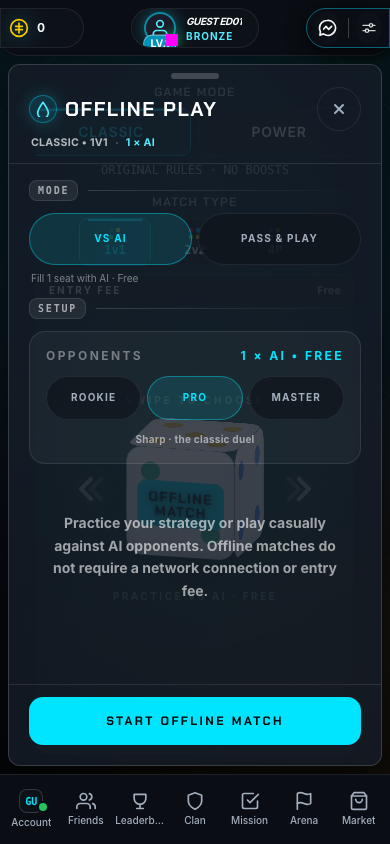 0
GUEST ED0
BRONZE
LV.
GAME MODE
OFFLINE PLAY
CLASSIC
POWER
CLASSIC • 1V1 · 1 × AI
ORIGINAL RULES · NO BOOSTS
MODE
MATCH TYPE
VS AI
PASS & PLAY
1v1
2v2
Fill 1 seat with AI · Free
ENTRY FEE
Free
SETUP
OPPONENTS
1 × AI • FREE
ROOKIE
PRO
MASTER
Sharp · the classic duel
OFFLINE
MATCH
Practice your strategy or play casually
against AI opponents. Offline matches do
not require a network connection or entry
fee.
PRACTICE VS AI · FREE
START OFFLINE MATCH
GU
Account
Friends
Leaderb...
Clan
Mission
Arena
Market